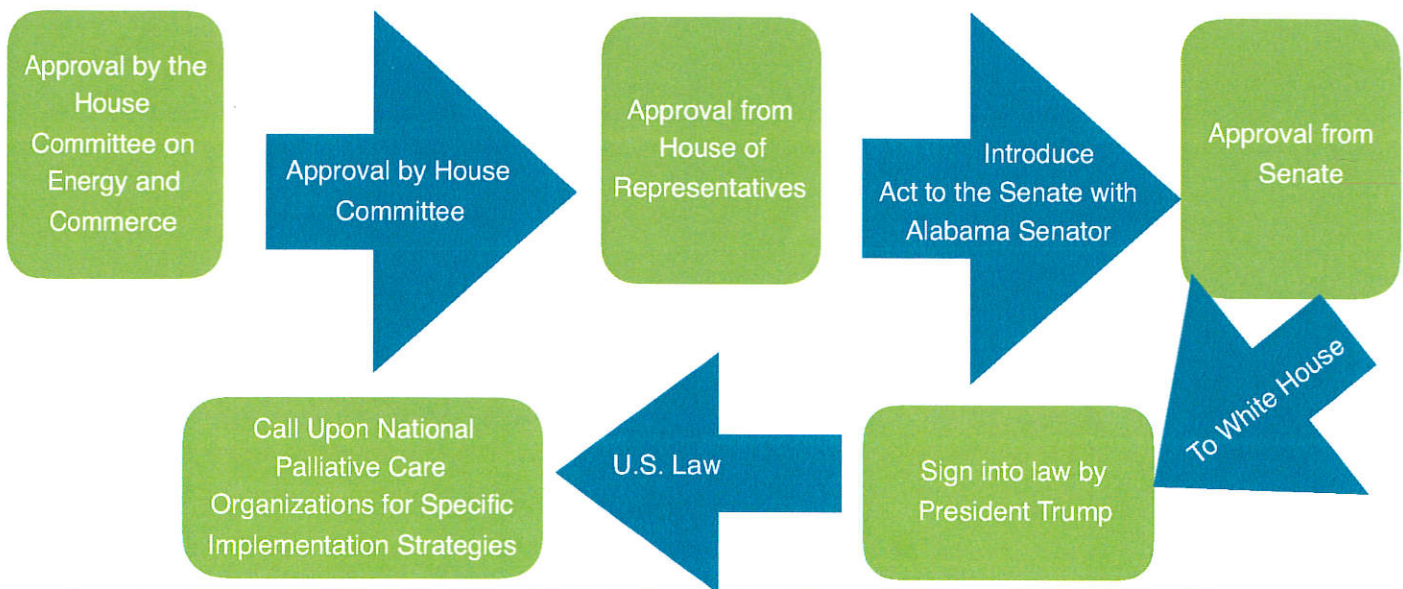 Approval by the
House
Committee on
Energy and
Commerce
Approval by House
Committee
Approval from
House of
Representatives
Introduce
Act to the Senate with
Alabama Senator
Approval from
Senate
To White House
Sign into law by
President Trump
U.S. Law
Call Upon National
Palliative Care
Organizations for Specific
Implementation Strategies